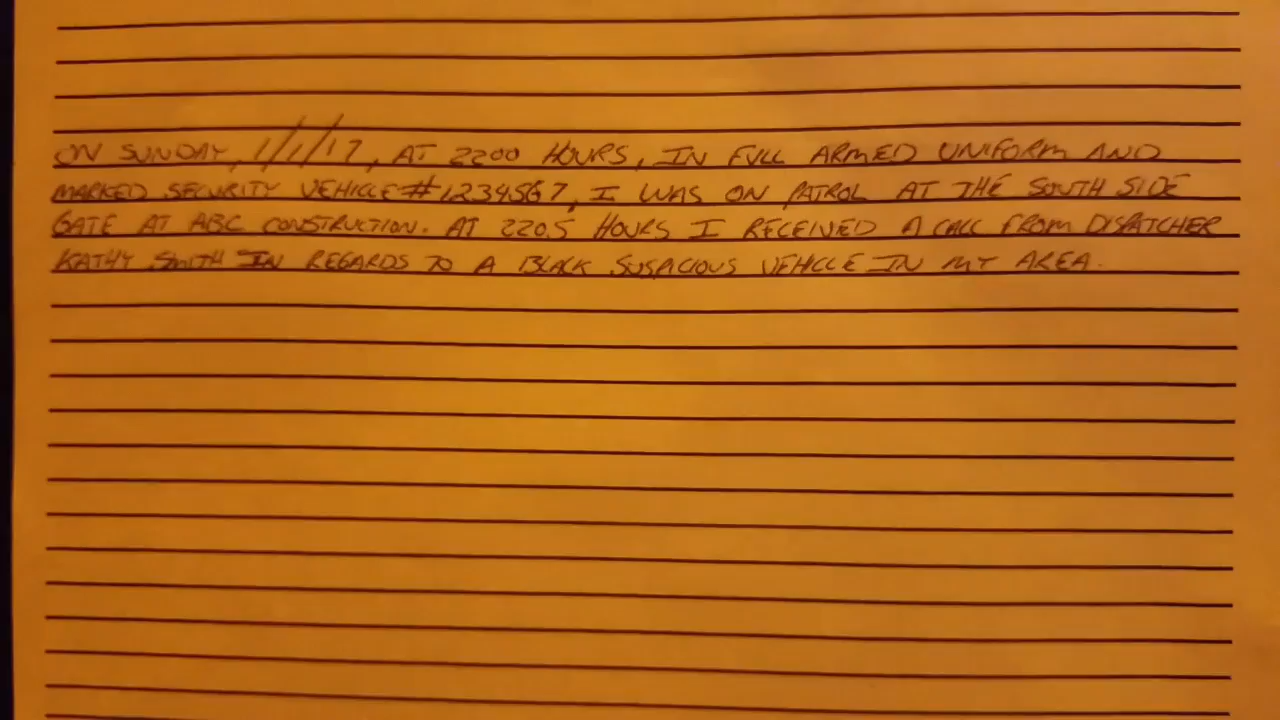 ON SUNDAY, 1/1/17, AT 2200 HOURS, IN FULL ARMED UNIFORM AND
MARKED SECURITY VEHICLE #1234567, I WAS ON PATROL AT THE SOUTH SIDE
GATE AT ABC CONSTRUCTION. AT 2205 HOURS I RECEIVED A CALL FROM DISPATCHER
KATHY SMITH IN REGARDS TO A BLACK SUSPICIOUS VEHICLE IN MY AREA.